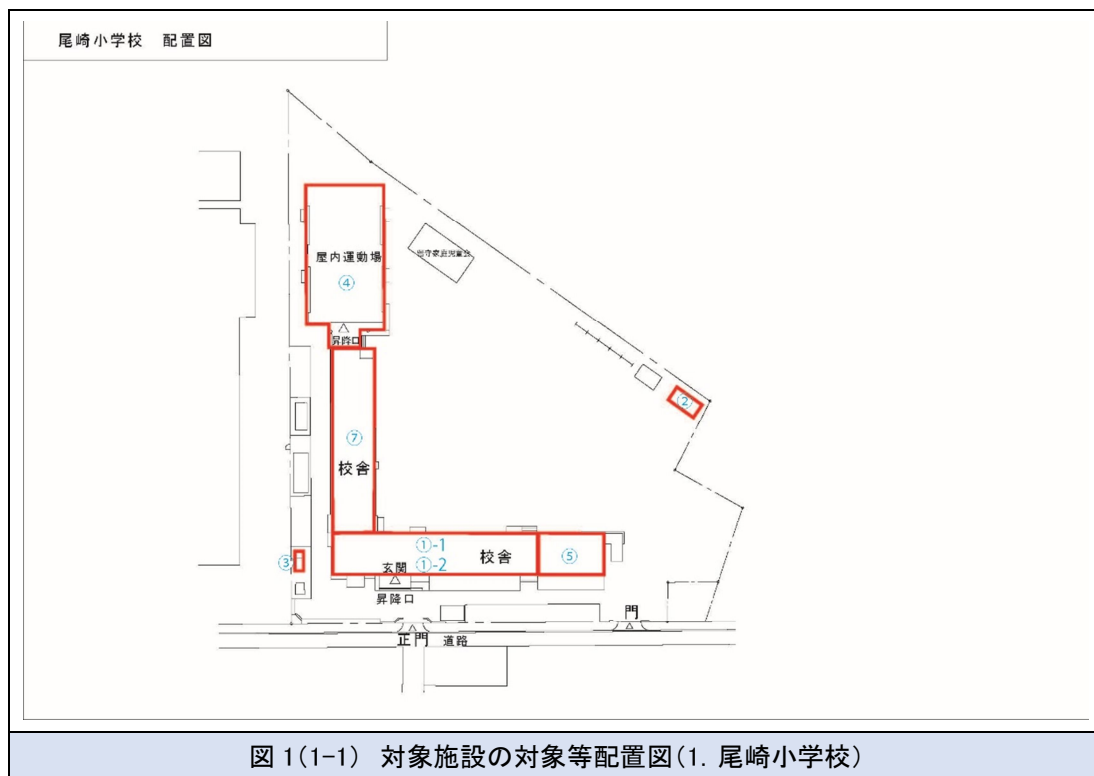 尾崎小学校 配置図
屋内運動場
④
昇降口
②
⑦
校舎
①-1
①-2
校舎
⑤
③
玄関
昇降口
門
正門 道路
図 1(1-1) 対象施設の対象等配置図(1. 尾崎小学校)